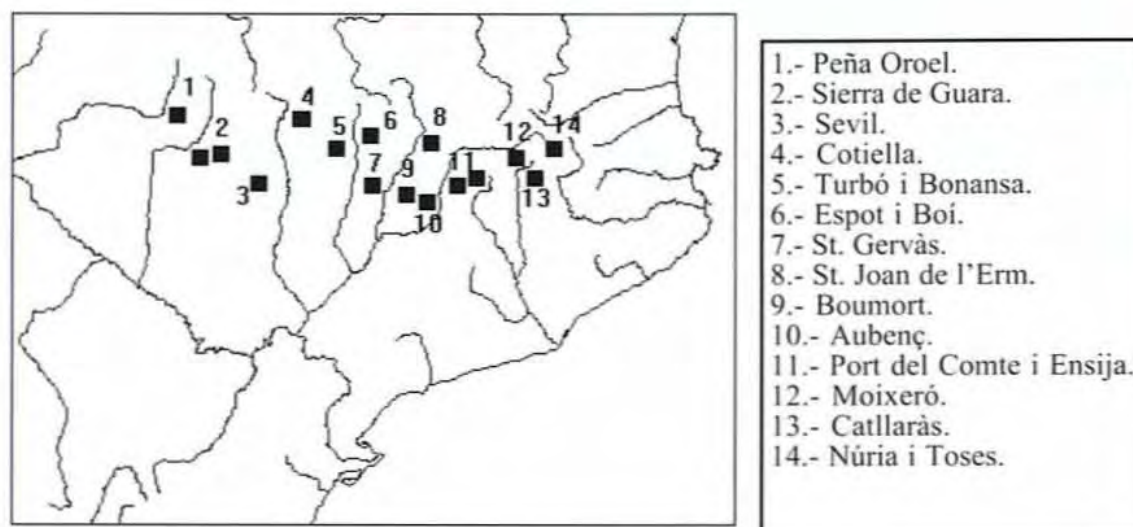 1
2
3
4
5
6
7
8
9
10
11
12
13
14
1.- Peña Oroel.
2.- Sierra de Guara.
3.- Sevil.
4.- Cotiella.
5.- Turbó i Bonansa.
6.- Espot i Boí.
7.- St. Gervàs.
8.- St. Joan de l'Erm.
9.- Boumort.
10.- Aubenç.
11.- Port del Comte i Ensija.
12.- Moixeró.
13.- Catllaràs.
14.- Núria i Toses.